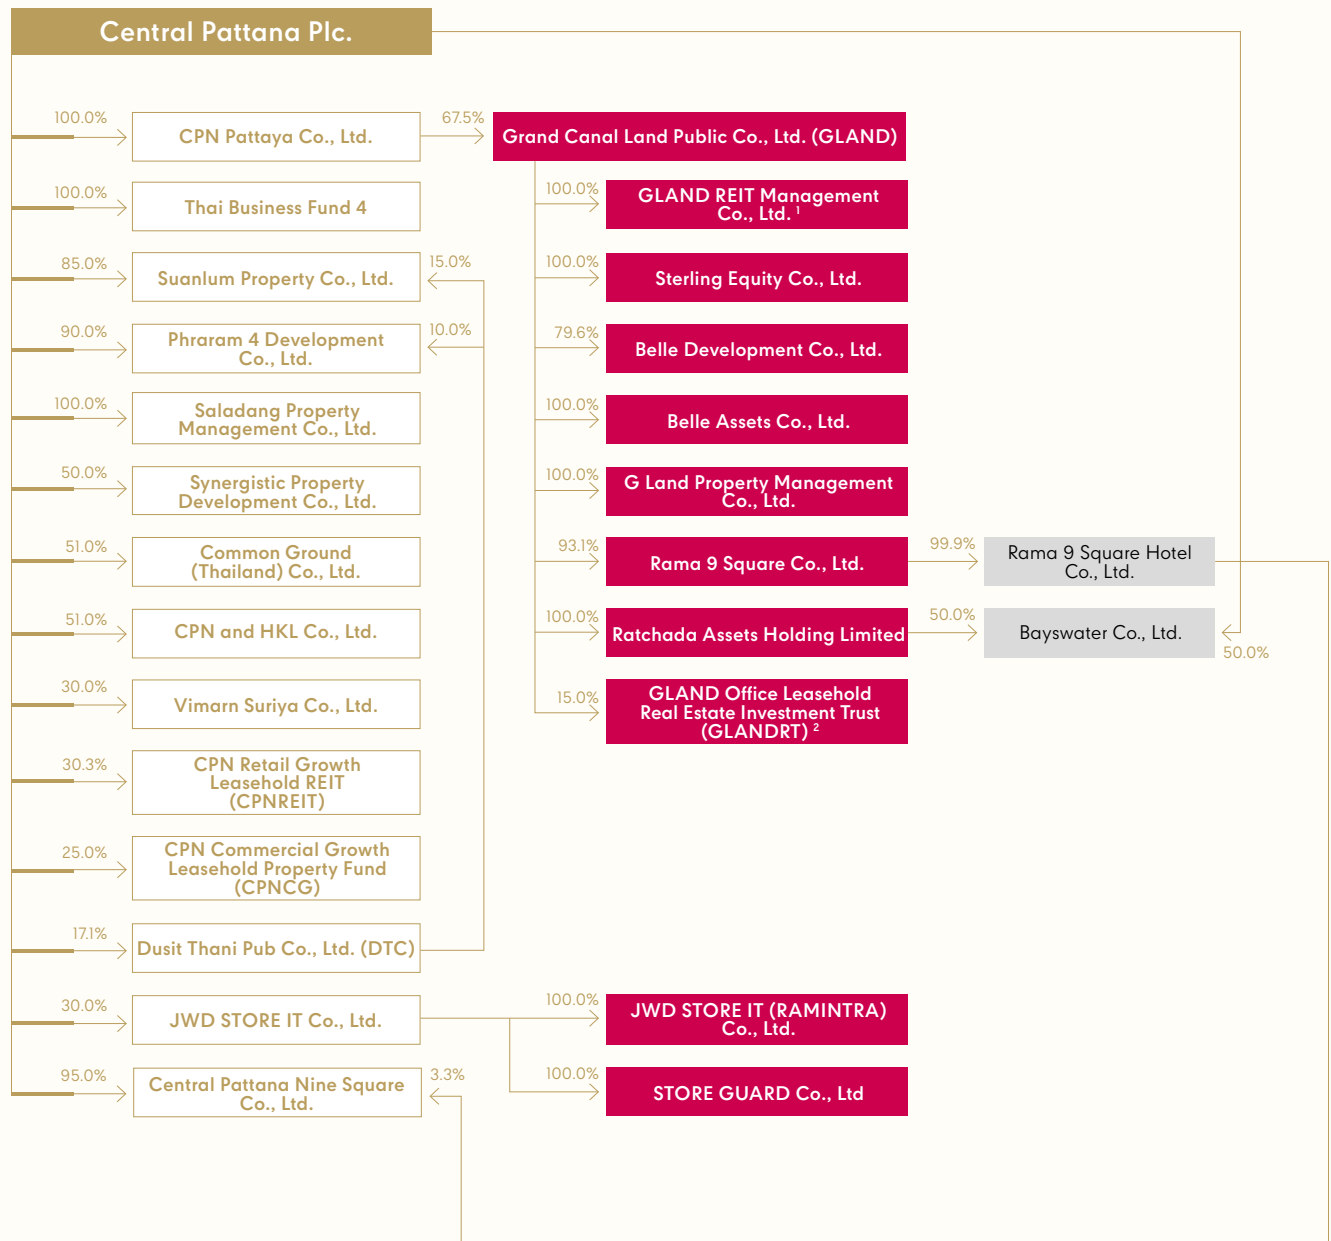 Central Pattana Plc.
100.0%
CPN Pattaya Co., Ltd.
67.5%
Grand Canal Land Public Co., Ltd. (GLAND)
100.0%
Thai Business Fund 4
100.0%
GLAND REIT Management
Co., Ltd. 1
85.0%
Suanlum Property Co., Ltd.
15.0%
100.0%
Sterling Equity Co., Ltd.
90.0%
Phraram 4 Development
Co., Ltd.
10.0%
79.6%
Belle Development Co., Ltd.
100.0%
Saladang Property
Management Co., Ltd.
100.0%
Belle Assets Co., Ltd.
50.0%
Synergistic Property
Development Co., Ltd.
100.0%
G Land Property Management
Co., Ltd.
51.0%
Common Ground
(Thailand) Co., Ltd.
93.1%
Rama 9 Square Co., Ltd.
99.9%
Rama 9 Square Hotel
Co., Ltd.
51.0%
CPN and HKL Co., Ltd.
100.0%
Ratchada Assets Holding Limited
50.0%
Bayswater Co., Ltd.
50.0%
30.0%
Vimarn Suriya Co., Ltd.
15.0%
GLAND Office Leasehold
Real Estate Investment Trust
(GLANDRT) 2
30.3%
CPN Retail Growth
Leasehold REIT
(CPNREIT)
25.0%
CPN Commercial Growth
Leasehold Property Fund
(CPNCG)
17.1%
Dusit Thani Pub Co., Ltd. (DTC)
30.0%
JWD STORE IT Co., Ltd.
100.0%
JWD STORE IT (RAMINTRA)
Co., Ltd.
95.0%
Central Pattana Nine Square
Co., Ltd.
3.3%
100.0%
STORE GUARD Co., Ltd